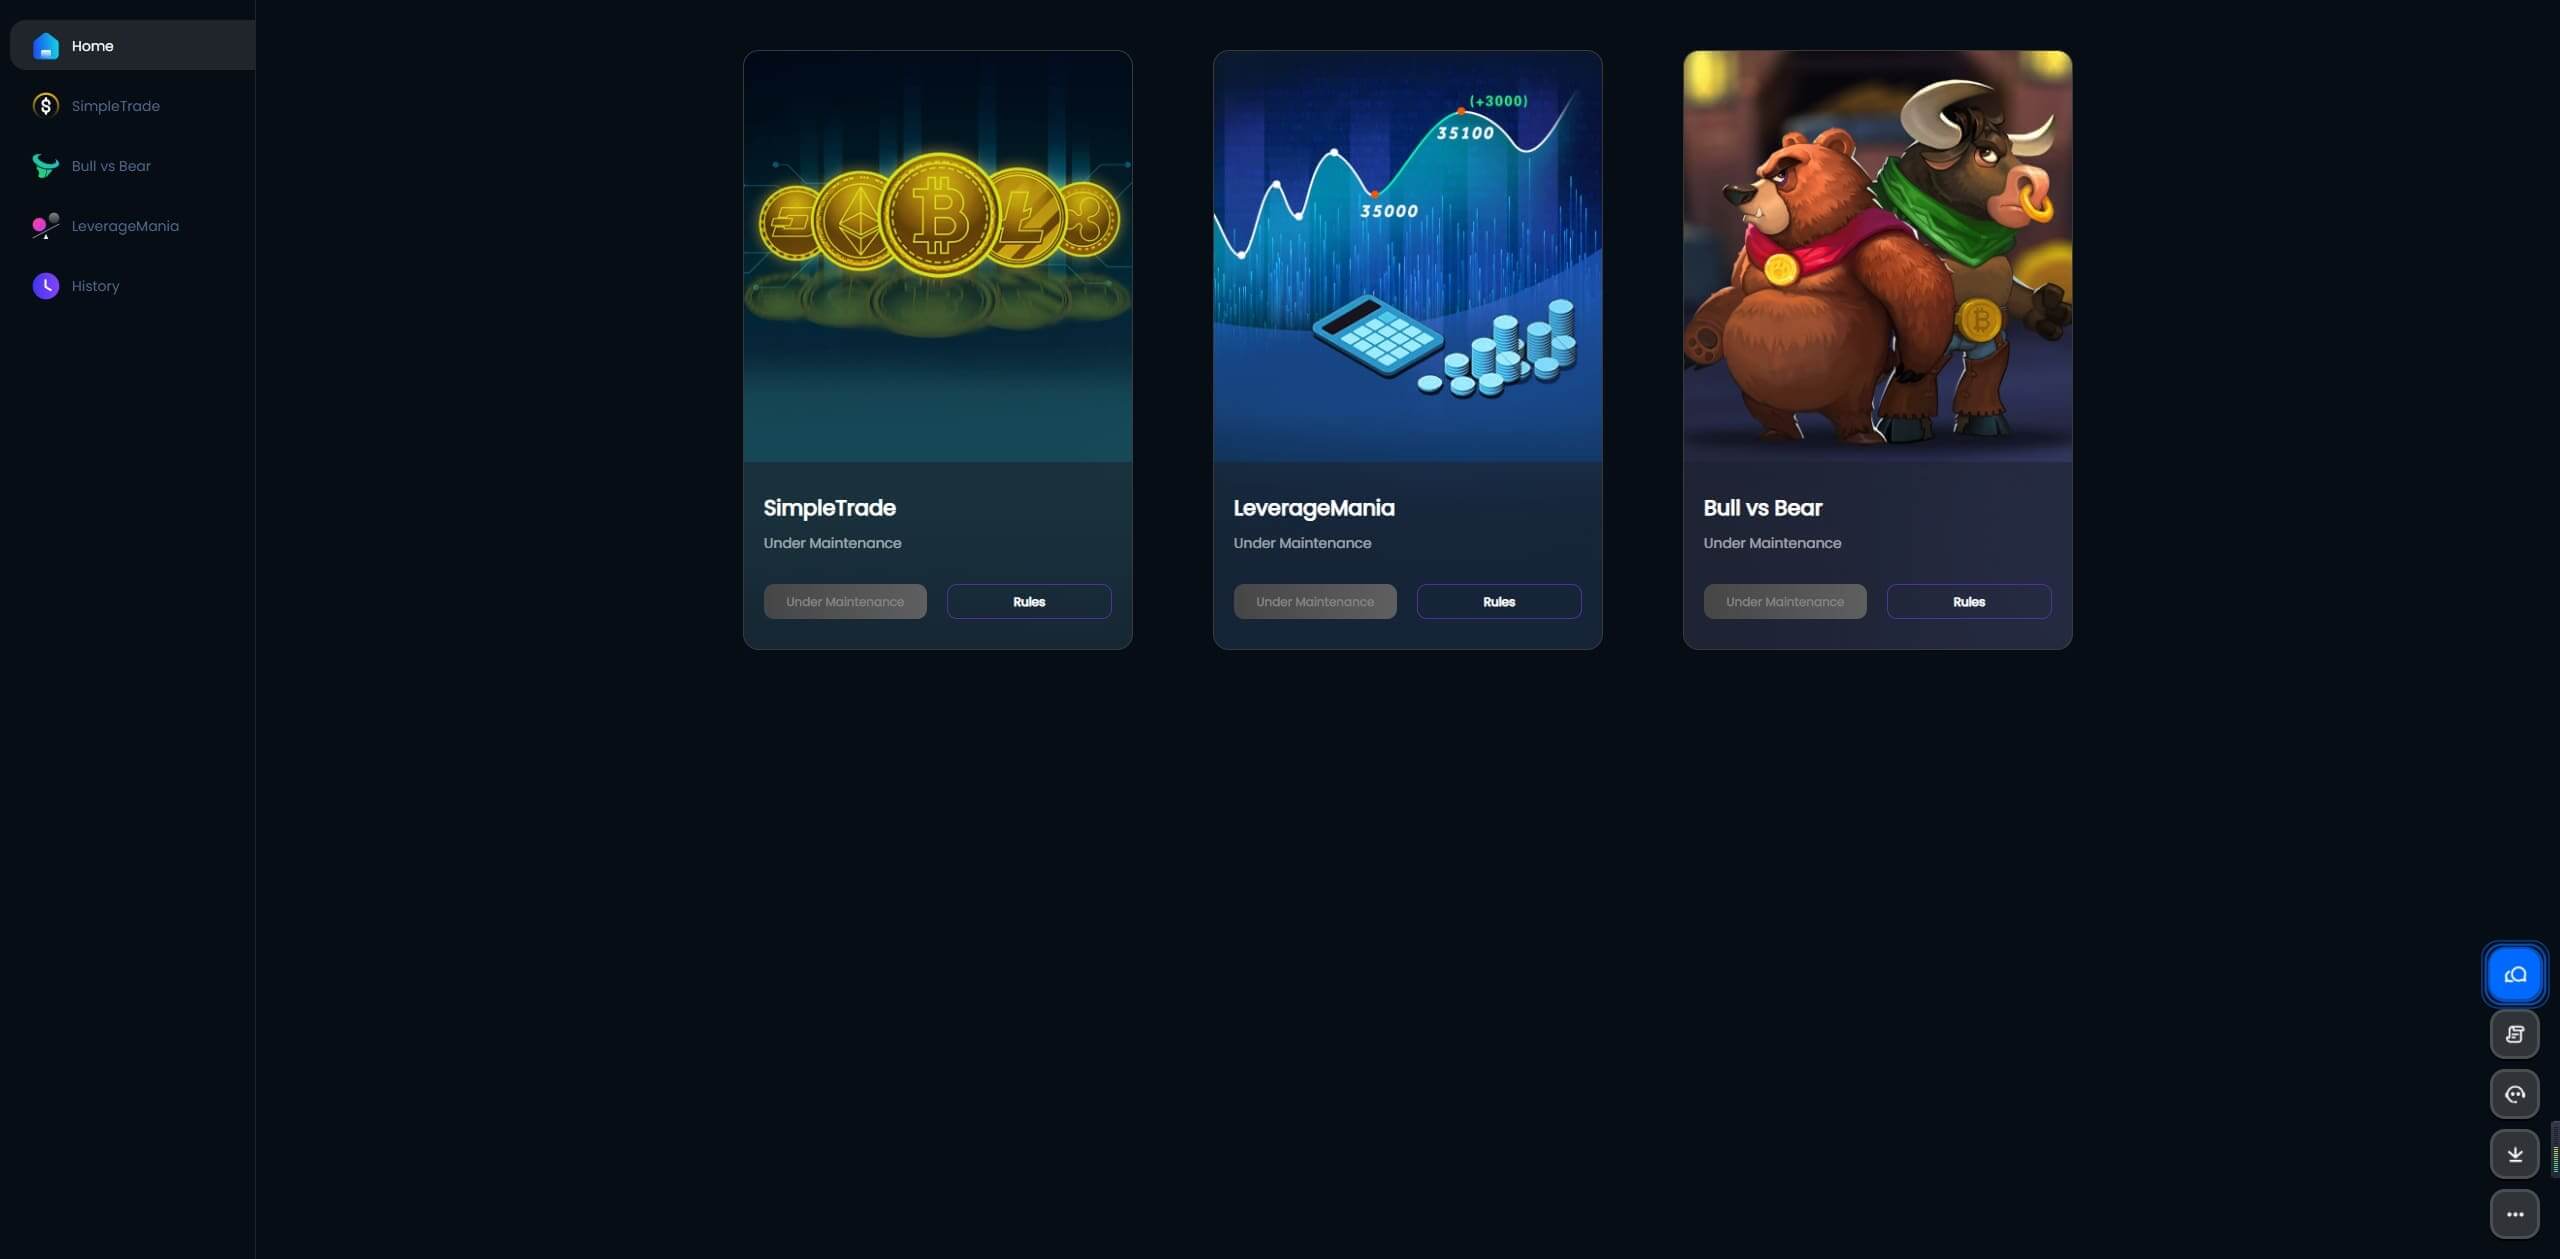 Home
SimpleTrade
Bull vs Bear
LeverageMania
History
(+3000)
35100
35000
SimpleTrade
Under Maintenance
Under Maintenance
Rules
LeverageMania
Under Maintenance
Under Maintenance
Rules
Bull vs Bear
Under Maintenance
Under Maintenance
Rules